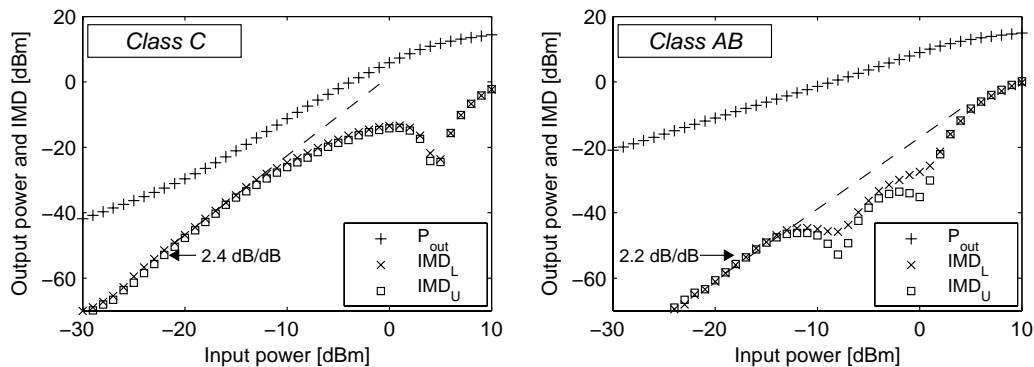 Class C
Output power and IMD [dBm]
20
0
−20
−40
−60
2.4 dB/dB
P_out
IMD_L
IMD_U
−30 −20 −10 0 10
Input power [dBm]
Class AB
Output power and IMD [dBm]
20
0
−20
−40
−60
2.2 dB/dB
P_out
IMD_L
IMD_U
−30 −20 −10 0 10
Input power [dBm]